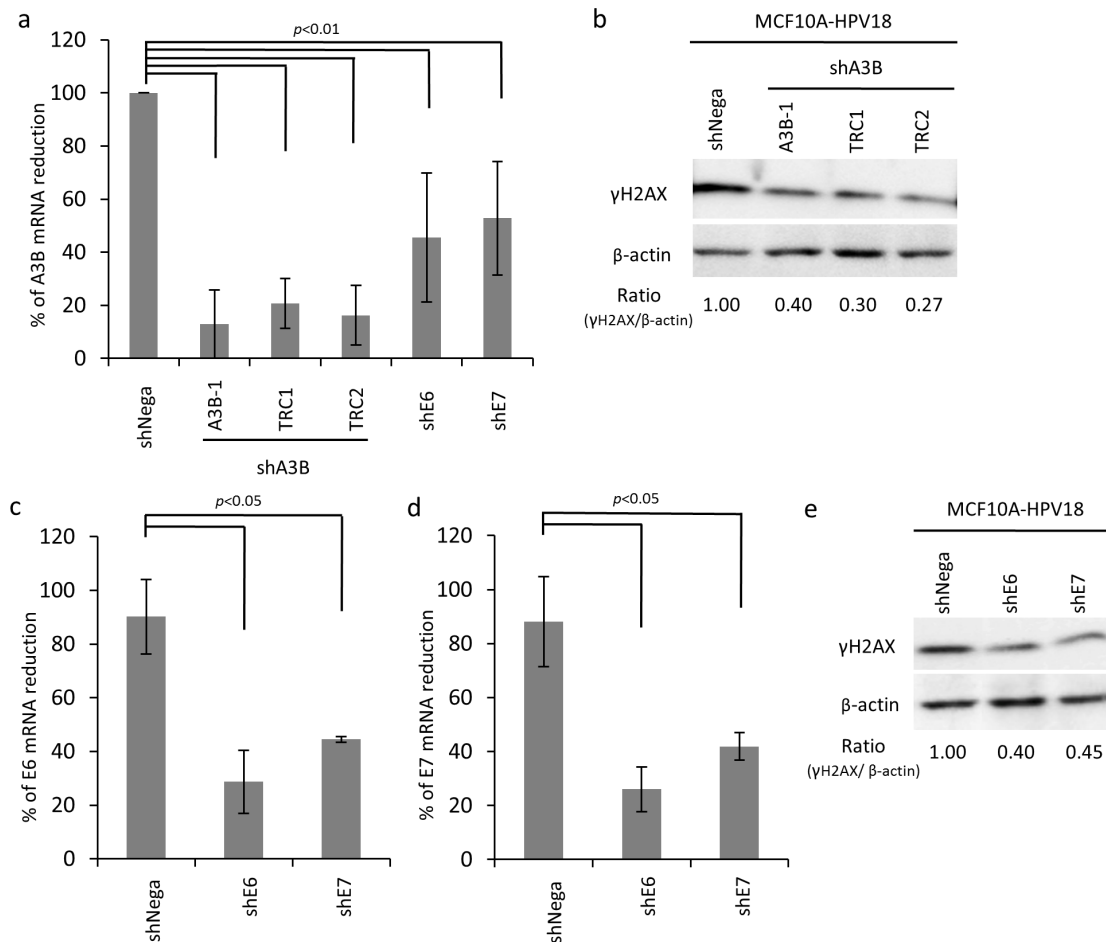 a
p<0.01
% of A3B mRNA reduction
120
100
80
60
40
20
0
shNega
A3B-1
TRC1
TRC2
shE6
shE7
shA3B
b
MCF10A-HPV18
shA3B
shNega
A3B-1
TRC1
TRC2
γH2AX
β-actin
Ratio 1.00 0.40 0.30 0.27
(γH2AX/β-actin)
c
p<0.05
% of E6 mRNA reduction
120
100
80
60
40
20
0
shNega
shE6
shE7
d
p<0.05
% of E7 mRNA reduction
120
100
80
60
40
20
0
shNega
shE6
shE7
e
MCF10A-HPV18
shNega
shE6
shE7
γH2AX
β-actin
Ratio 1.00 0.40 0.45
(γH2AX/ β-actin)